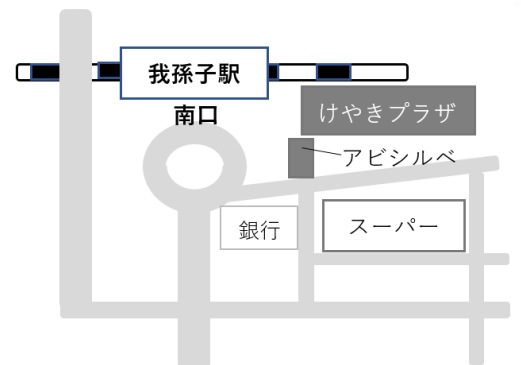 我孫子駅
南口
けやきプラザ
アビシルベ
銀行
スーパー